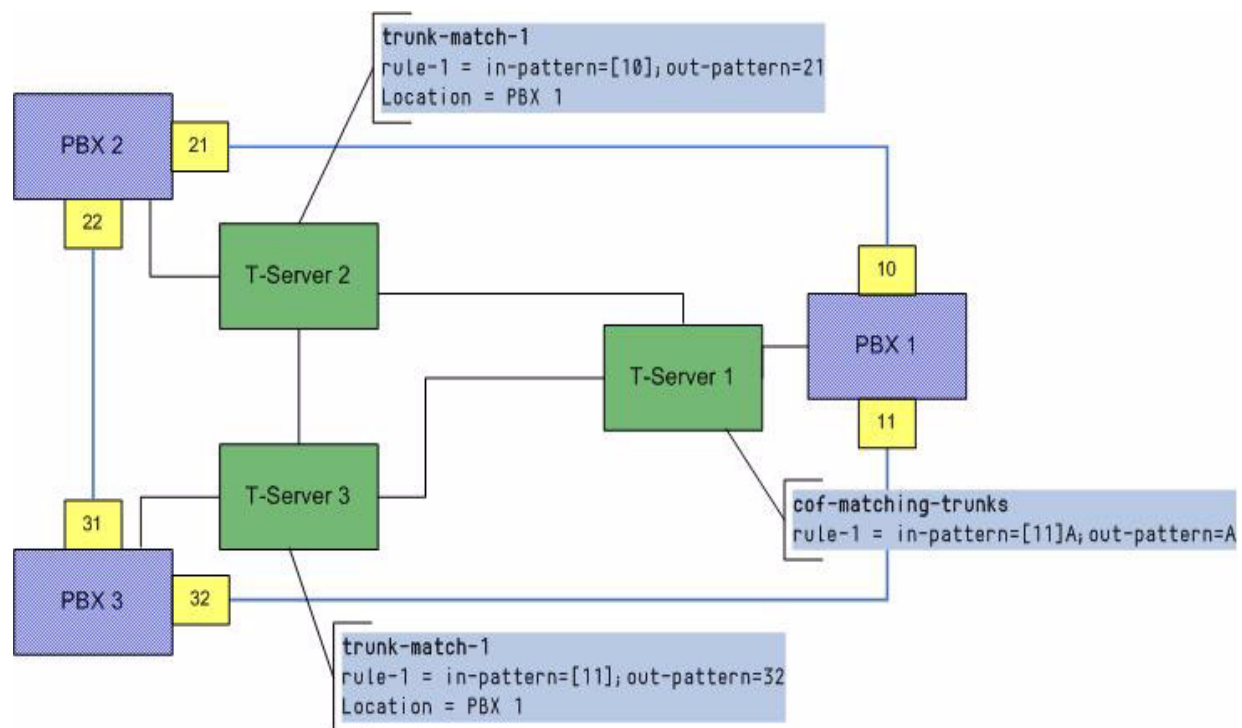 trunk-match-1
rule-1 = in-pattern=[10];out-pattern=21
Location = PBX 1
PBX 2
21
22
T-Server 2
10
PBX 1
T-Server 1
11
T-Server 3
31
PBX 3
32
cof-matching-trunks
rule-1 = in-pattern=[11]A;out-pattern=A
trunk-match-1
rule-1 = in-pattern=[11];out-pattern=32
Location = PBX 1